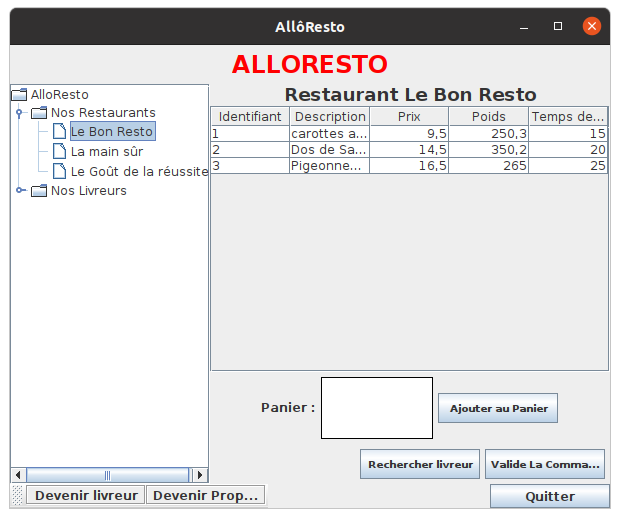 AllôResto
ALLORESTO
AlloResto
Nos Restaurants
Le Bon Resto
La main sûr
Le Goût de la réussite
Nos Livreurs
Restaurant Le Bon Resto
Identifiant Description Prix Poids Temps de...
1 carottes a... 9,5 250,3 15
2 Dos de Sa... 14,5 350,2 20
3 Pigeonne... 16,5 265 25
Panier : Ajouter au Panier
Rechercher livreur Valide La Comma...
Devenir livreur Devenir Prop... Quitter